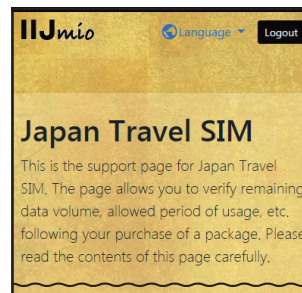 IIJmio
Language
Logout
Japan Travel SIM
This is the support page for Japan Travel
SIM. The page allows you to verify remaining
data volume, allowed period of usage, etc.
following your purchase of a package. Please
read the contents of this page carefully.